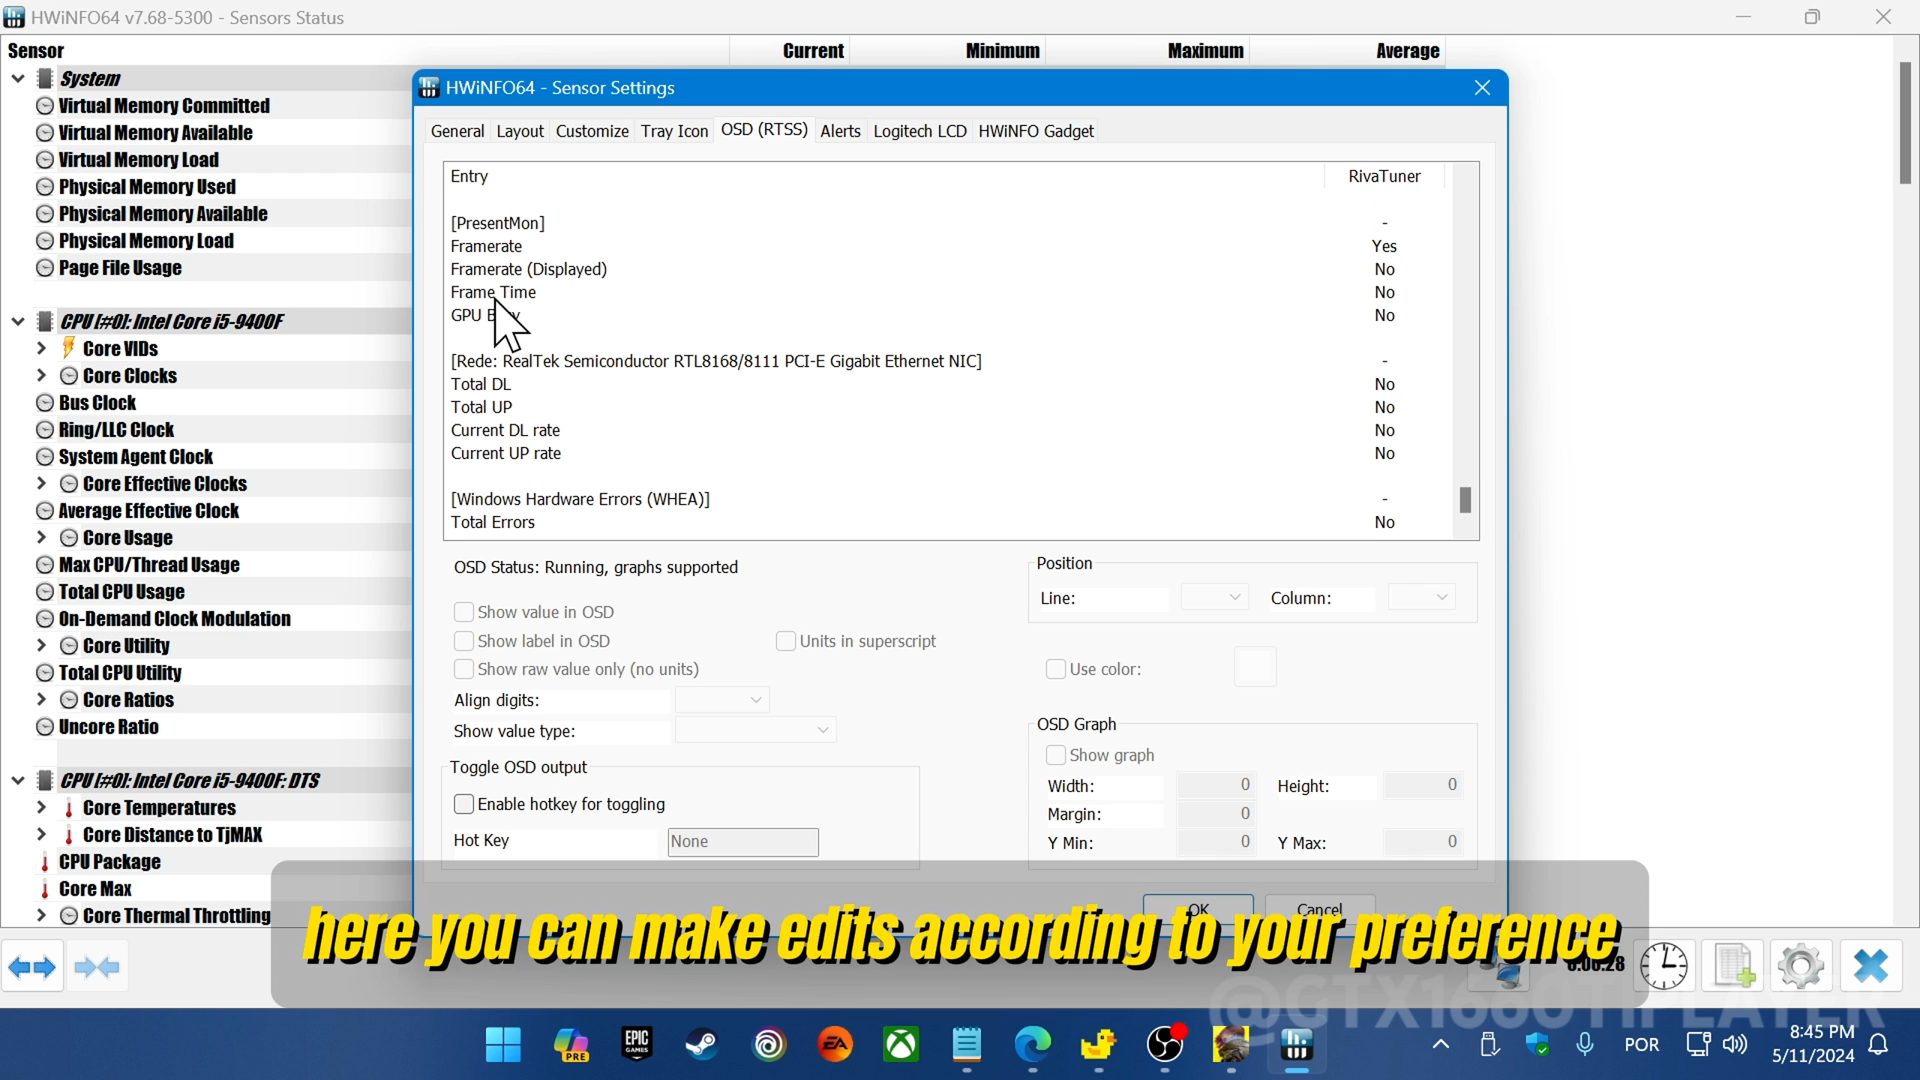 HWiNFO64 v7.68-5300 - Sensors Status
Sensor Current Minimum Maximum Average
System
Virtual Memory Committed
Virtual Memory Available
Virtual Memory Load
Physical Memory Used
Physical Memory Available
Physical Memory Load
Page File Usage
CPU [#0]: Intel Core i5-9400F
Core VIDs
Core Clocks
Bus Clock
Ring/LLC Clock
System Agent Clock
Core Effective Clocks
Average Effective Clock
Core Usage
Max CPU/Thread Usage
Total CPU Usage
On-Demand Clock Modulation
Core Utility
Total CPU Utility
Core Ratios
Uncore Ratio
CPU [#0]: Intel Core i5-9400F: DTS
Core Temperatures
Core Distance to TjMAX
CPU Package
Core Max
Core Thermal Throttling
HWiNFO64 - Sensor Settings
General Layout Customize Tray Icon OSD (RTSS) Alerts Logitech LCD HWiNFO Gadget
Entry RivaTuner
[PresentMon] -
Framerate Yes
Framerate (Displayed) No
Frame Time No
GPU No
[Rede: RealTek Semiconductor RTL8168/8111 PCI-E Gigabit Ethernet NIC] -
Total DL No
Total UP No
Current DL rate No
Current UP rate No
[Windows Hardware Errors (WHEA)] -
Total Errors No
OSD Status: Running, graphs supported
Show value in OSD
Show label in OSD Units in superscript
Show raw value only (no units)
Align digits:
Show value type:
Toggle OSD output
Enable hotkey for toggling
Hot Key None
Position
Line: Column:
Use color:
OSD Graph
Show graph
Width: 0 Height: 0
Margin: 0
Y Min: 0 Y Max: 0
OK Cancel
here you can make edits according to your preference
0:00:28
@GTX1660TIPLAYER
PRE
EPIC GAMES
EA
POR
8:45 PM
5/11/2024